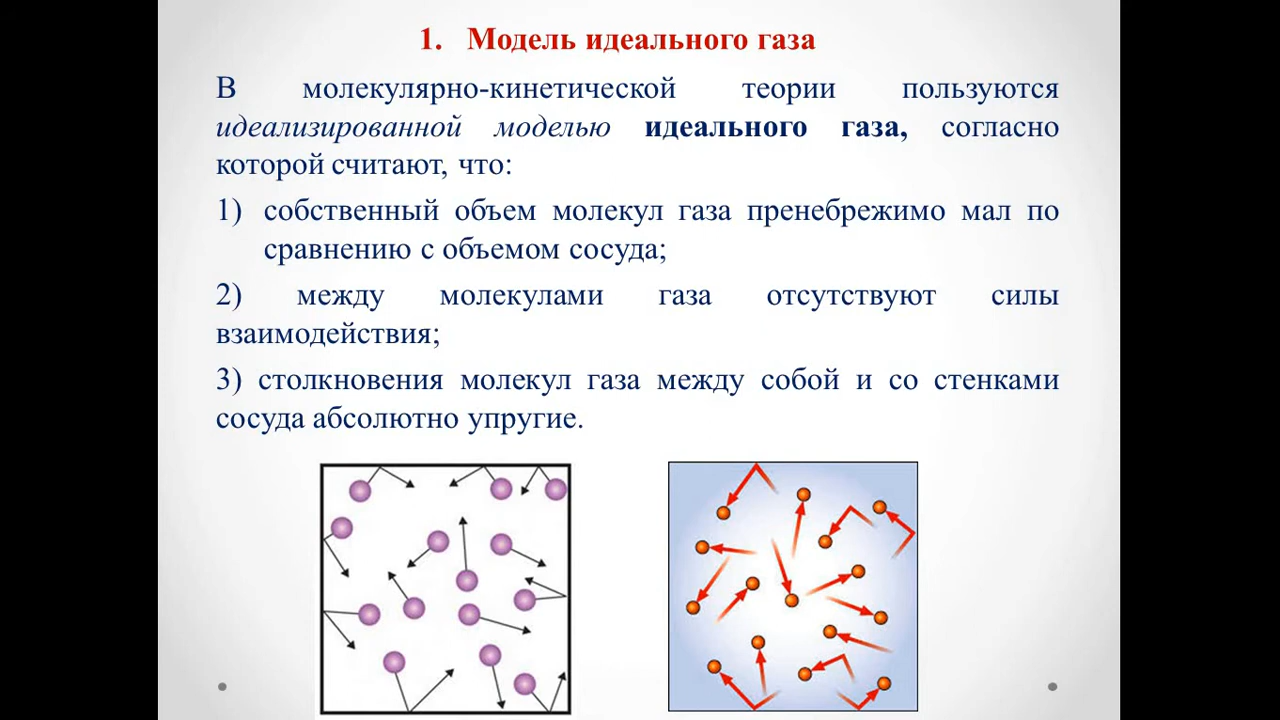 1. Модель идеального газа
В молекулярно-кинетической теории пользуются
идеализированной моделью идеального газа, согласно
которой считают, что:
1) собственный объем молекул газа пренебрежимо мал по
сравнению с объемом сосуда;
2) между молекулами газа отсутствуют силы
взаимодействия;
3) столкновения молекул газа между собой и со стенками
сосуда абсолютно упругие.